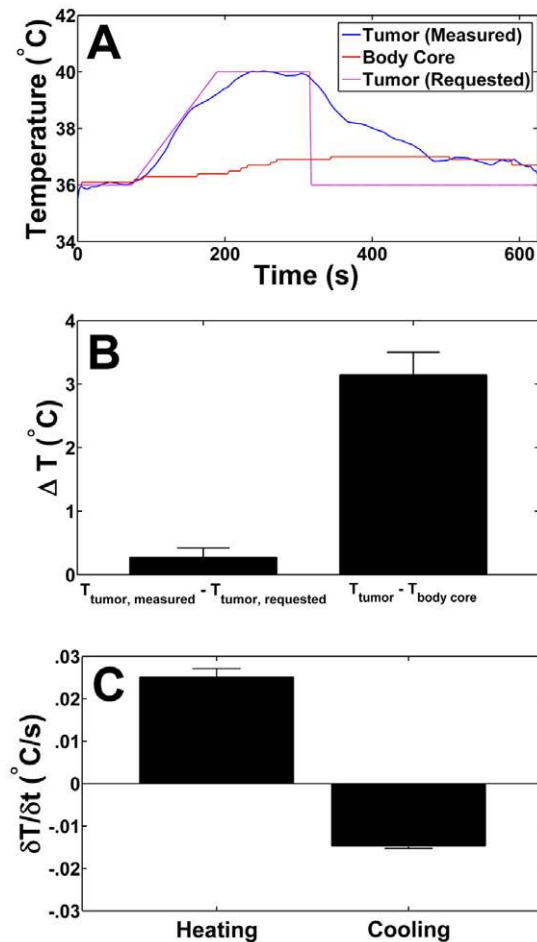 A
Temperature (°C)
42
40
38
36
34
Tumor (Measured)
Body Core
Tumor (Requested)
0
200
400
600
Time (s)
B
Δ T (°C)
4
3
2
1
0
Ttumor, measured - Ttumor, requested
Ttumor - Tbody core
C
δT/δt (°C/s)
.03
.02
.01
0
-.01
-.02
-.03
Heating
Cooling